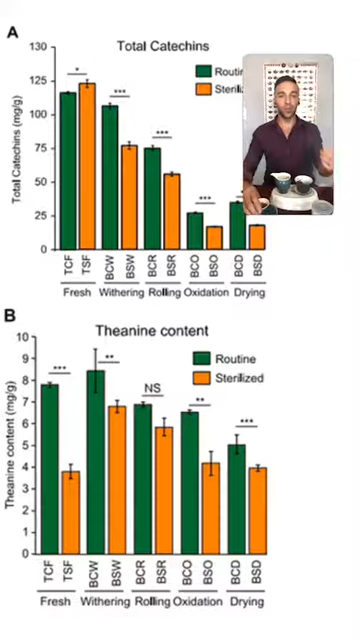 A
Total Catechins
130
125
100
75
50
25
0
Total Catechins (mg/g)
* *** *** ***
TCF TSF BCW BSW BCR BSR BCO BSO BCD BSD
Fresh Withering Rolling Oxidation Drying
B
Theanine content
10
9
8
7
6
5
4
3
2
1
0
Theanine content (mg/g)
Routine
Sterilized
*** ** NS ** ***
TCF TSF BCW BSW BCR BSR BCO BSO BCD BSD
Fresh Withering Rolling Oxidation Drying